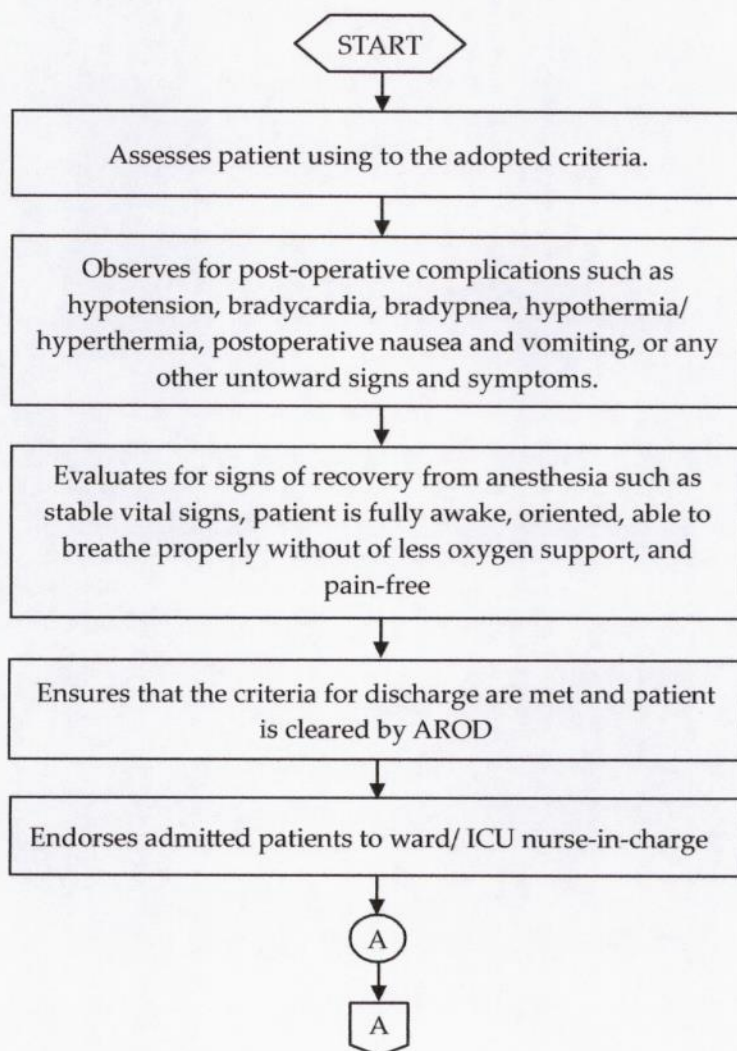 START
Assesses patient using to the adopted criteria.
Observes for post-operative complications such as
hypotension, bradycardia, bradypnea, hypothermia/
hyperthermia, postoperative nausea and vomiting, or any
other untoward signs and symptoms.
Evaluates for signs of recovery from anesthesia such as
stable vital signs, patient is fully awake, oriented, able to
breathe properly without of less oxygen support, and
pain-free
Ensures that the criteria for discharge are met and patient
is cleared by AROD
Endorses admitted patients to ward/ ICU nurse-in-charge
A
A